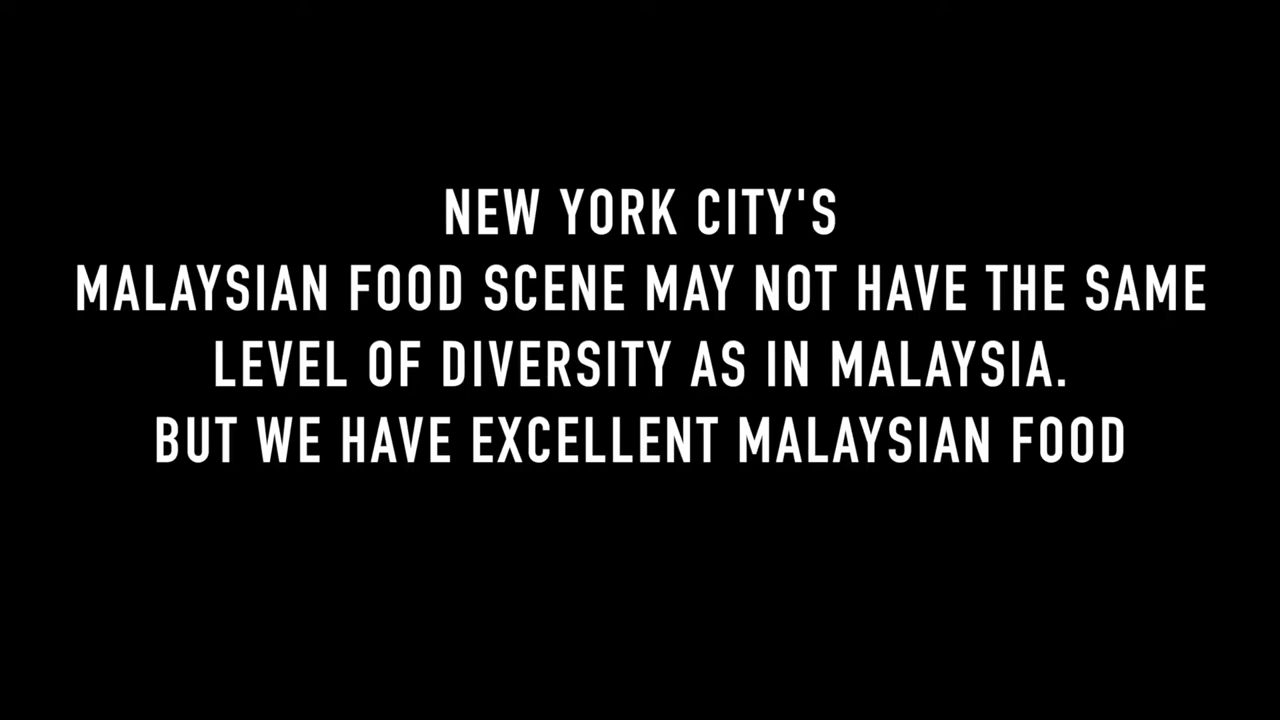 NEW YORK CITY'S
MALAYSIAN FOOD SCENE MAY NOT HAVE THE SAME
LEVEL OF DIVERSITY AS IN MALAYSIA.
BUT WE HAVE EXCELLENT MALAYSIAN FOOD